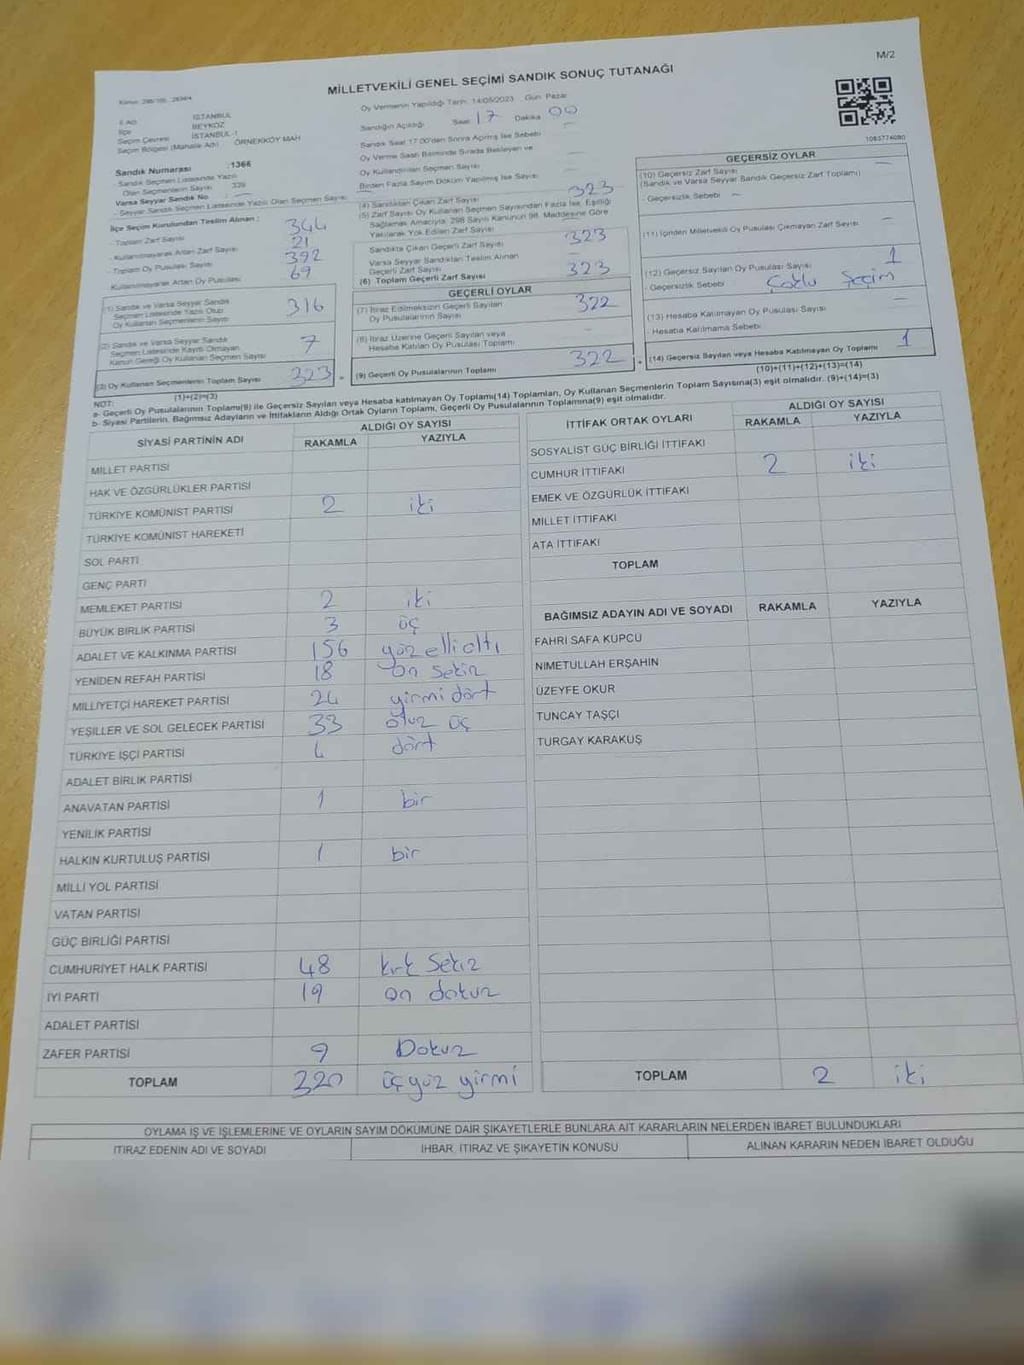 M/2
MİLLETVEKİLİ GENEL SEÇİMİ SANDIK SONUÇ TUTANAĞI
Oy Vermenin Yapıldığı Tarih: 14/05/2023 Gün: Pazar
Sandığın Açıldığı Saat 17 Dakika 00
Sandık Saat 17.00'den Sonra Açılmış İse Sebebi
Oy Verme Saati Bitiminde Sırada Bekleyen ve
Oy Kullandırılan Seçmen Sayısı
Birden Fazla Sayım Döküm Yapılmış İse Sayısı
İl Adı İSTANBUL
İlçe BEYKOZ
Seçim Çevresi İSTANBUL-1
Seçim Bölgesi (Mahalle Adı) ÖRNEKKÖY MAH
Sandık Numarası :1366
Sandık Seçmen Listesinde Yazılı
Olan Seçmenlerin Sayısı 339
Varsa Seyyar Sandık No
Seyyar Sandık Seçmen Listesinde Yazılı Olan Seçmen Sayısı
İlçe Seçim Kurulundan Teslim Alınan :
Toplam Zarf Sayısı 344
Kullanılmayarak Artan Zarf Sayısı 21
Toplam Oy Pusulası Sayısı 392
Kullanılmayarak Artan Oy Pusulası 69
(1) Sandık ve Varsa Seyyar Sandık
Seçmen Listesinde Yazılı Olup
Oy Kullanan Seçmenlerin Sayısı 316
(2) Sandık ve Varsa Seyyar Sandık
Seçmen Listesinde Kayıtlı Olmayan
Kanun Gereği Oy Kullanan Seçmen Sayısı 7
(3) Oy Kullanan Seçmenlerin Toplam Sayısı 323
(1)+(2)=(3)
(4) Sandıktan Çıkan Zarf Sayısı 323
(5) Zarf Sayısı Oy Kullanan Seçmen Sayısından Fazla İse, Eşitliği
Sağlamak Amacıyla, 298 Sayılı Kanunun 98. Maddesine Göre
Yakılarak Yok Edilen Zarf Sayısı
Sandıkta Çıkan Geçerli Zarf Sayısı 323
Varsa Seyyar Sandıktan Teslim Alınan
Geçerli Zarf Sayısı
(6) Toplam Geçerli Zarf Sayısı 323
GEÇERLİ OYLAR
(7) İtiraz Edilmeksizin Geçerli Sayılan
Oy Pusulalarının Sayısı 322
(8) İtiraz Üzerine Geçerli Sayılan veya
Hesaba Katılan Oy Pusulası Toplamı
(9) Geçerli Oy Pusulalarının Toplamı 322
1063774080
GEÇERSİZ OYLAR
(10) Geçersiz Zarf Sayısı
(Sandık ve Varsa Seyyar Sandık Geçersiz Zarf Toplamı)
Geçersizlik Sebebi
(11) İçinden Milletvekili Oy Pusulası Çıkmayan Zarf Sayısı
(12) Geçersiz Sayılan Oy Pusulası Sayısı 1
Geçersizlik Sebebi Çoklu Seçim
(13) Hesaba Katılmayan Oy Pusulası Sayısı
Hesaba Katılmama Sebebi
(14) Geçersiz Sayılan veya Hesaba Katılmayan Oy Toplamı 1
(10)+(11)+(12)+(13)=(14)
NOT:
a- Geçerli Oy Pusulalarının Toplamı(9) ile Geçersiz Sayılan veya Hesaba katılmayan Oy Toplamı(14) Toplamları, Oy Kullanan Seçmenlerin Toplam Sayısına(3) eşit olmalıdır. (9)+(14)=(3)
b- Siyasi Partilerin, Bağımsız Adayların ve İttifakların Aldığı Ortak Oyların Toplamı, Geçerli Oy Pusulalarının Toplamına(9) eşit olmalıdır.
SİYASİ PARTİNİN ADI ALDIĞI OY SAYISI
RAKAMLA YAZIYLA
MİLLET PARTİSİ
HAK VE ÖZGÜRLÜKLER PARTİSİ
TÜRKİYE KOMÜNİST PARTİSİ 2 iki
TÜRKİYE KOMÜNİST HAREKETİ
SOL PARTİ
GENÇ PARTİ
MEMLEKET PARTİSİ 2 iki
BÜYÜK BİRLİK PARTİSİ 3 üç
ADALET VE KALKINMA PARTİSİ 156 yüz elli altı
YENİDEN REFAH PARTİSİ 18 on sekiz
MİLLİYETÇİ HAREKET PARTİSİ 24 yirmi dört
YEŞİLLER VE SOL GELECEK PARTİSİ 33 otuz üç
TÜRKİYE İŞÇİ PARTİSİ 4 dört
ADALET BİRLİK PARTİSİ
ANAVATAN PARTİSİ 1 bir
YENİLİK PARTİSİ
HALKIN KURTULUŞ PARTİSİ 1 bir
MİLLİ YOL PARTİSİ
VATAN PARTİSİ
GÜÇ BİRLİĞİ PARTİSİ
CUMHURİYET HALK PARTİSİ 48 kırk sekiz
İYİ PARTİ 19 on dokuz
ADALET PARTİSİ
ZAFER PARTİSİ 9 Dokuz
TOPLAM 320 üçyüz yirmi
İTTİFAK ORTAK OYLARI ALDIĞI OY SAYISI
RAKAMLA YAZIYLA
SOSYALİST GÜÇ BİRLİĞİ İTTİFAKI
CUMHUR İTTİFAKI 2 iki
EMEK VE ÖZGÜRLÜK İTTİFAKI
MİLLET İTTİFAKI
ATA İTTİFAKI
TOPLAM
BAĞIMSIZ ADAYIN ADI VE SOYADI RAKAMLA YAZIYLA
FAHRİ SAFA KÜPCÜ
NİMETULLAH ERŞAHİN
ÜZEYFE OKUR
TUNCAY TAŞÇI
TURGAY KARAKUŞ
TOPLAM 2 iki
OYLAMA İŞ VE İŞLEMLERİNE VE OYLARIN SAYIM DÖKÜMÜNE DAİR ŞİKAYETLERLE BUNLARA AİT KARARLARIN NELERDEN İBARET BULUNDUKLARI
İTİRAZ EDENİN ADI VE SOYADI İHBAR, İTİRAZ VE ŞİKAYETİN KONUSU ALINAN KARARIN NEDEN İBARET OLDUĞU